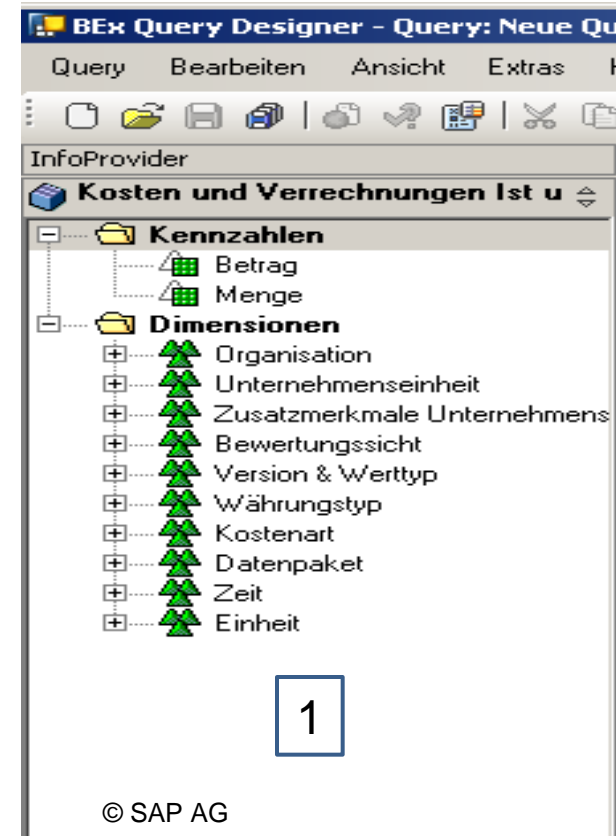 BEx Query Designer - Query: Neue Qu
Query Bearbeiten Ansicht Extras
InfoProvider
Kosten und Verrechnungen Ist u
Kennzahlen
Betrag
Menge
Dimensionen
Organisation
Unternehmenseinheit
Zusatzmerkmale Unternehmens
Bewertungssicht
Version & Werttyp
Währungstyp
Kostenart
Datenpaket
Zeit
Einheit
1
© SAP AG